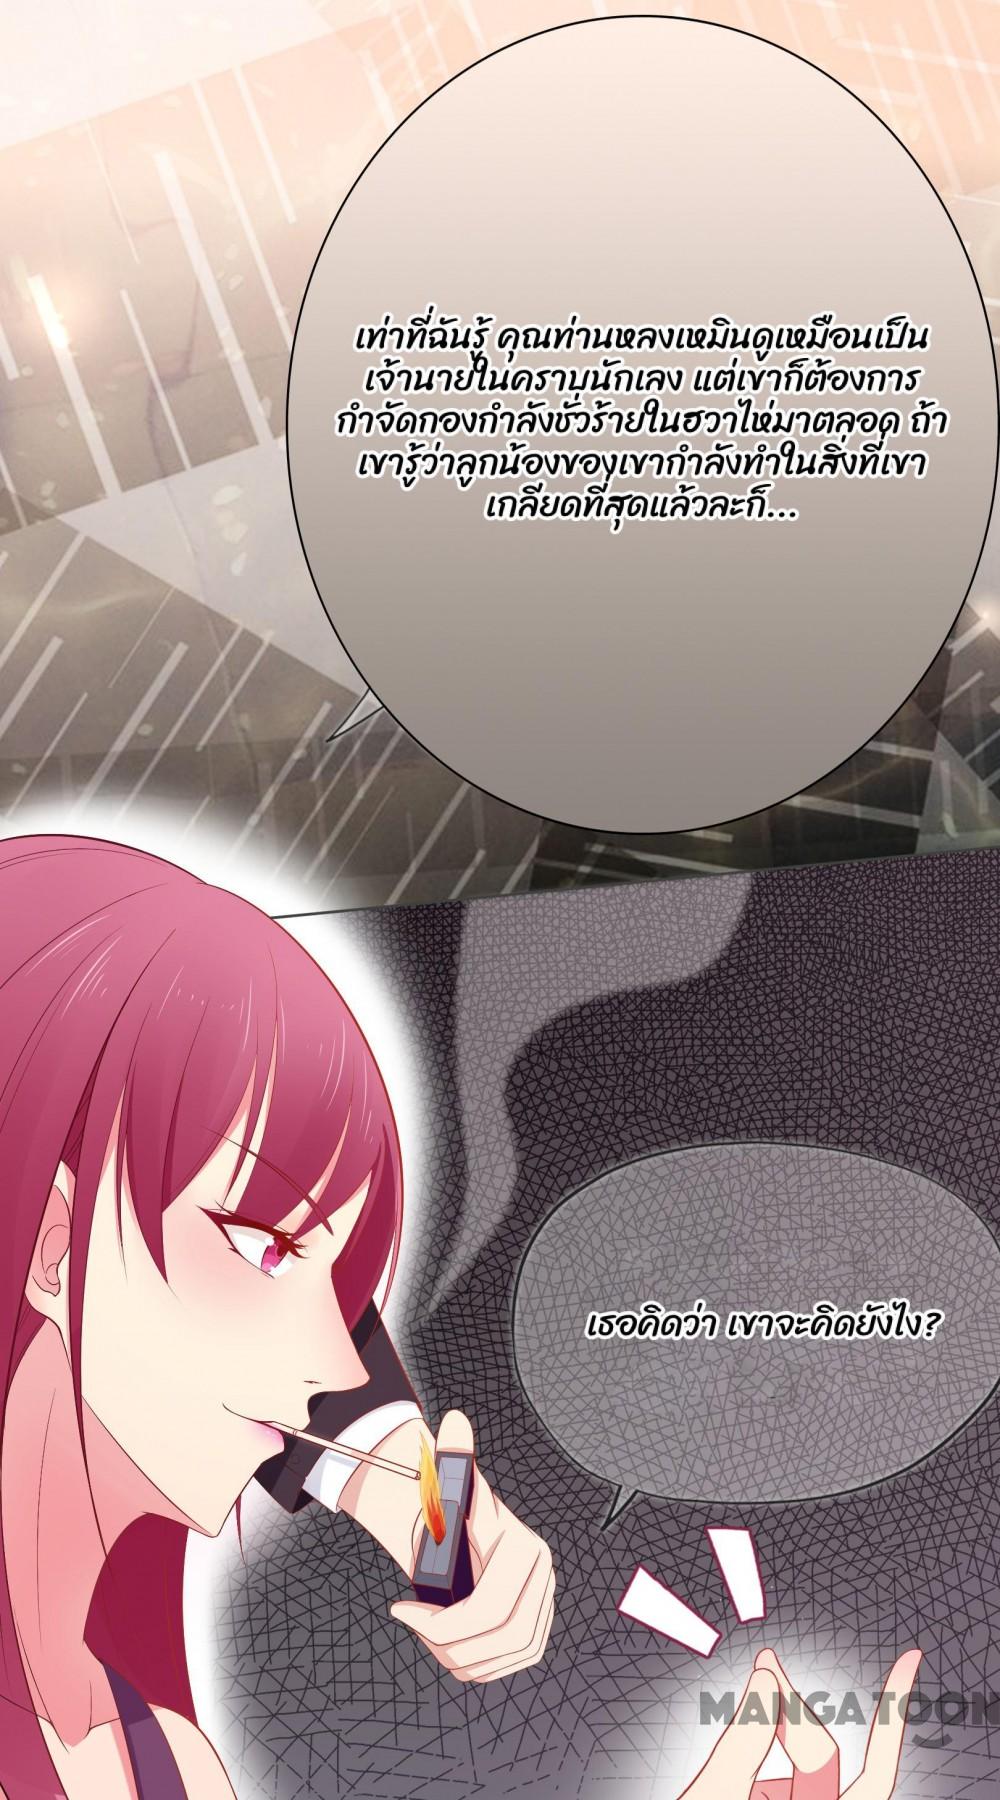 เท่าที่ฉันรู้ คุณท่านหลงเหมินดูเหมือนเป็น
เจ้านายในคราบนักเลง แต่เขาก็ต้องการ
กำจัดกองกำลังชั่วร้ายในฮวาไห่มาตลอด ถ้า
เขารู้ว่าลูกน้องของเขากำลังทำในสิ่งที่เขา
เกลียดที่สุดแล้วละก็...
เธอคิดว่า เขาจะคิดยังไง?
MANGATOON